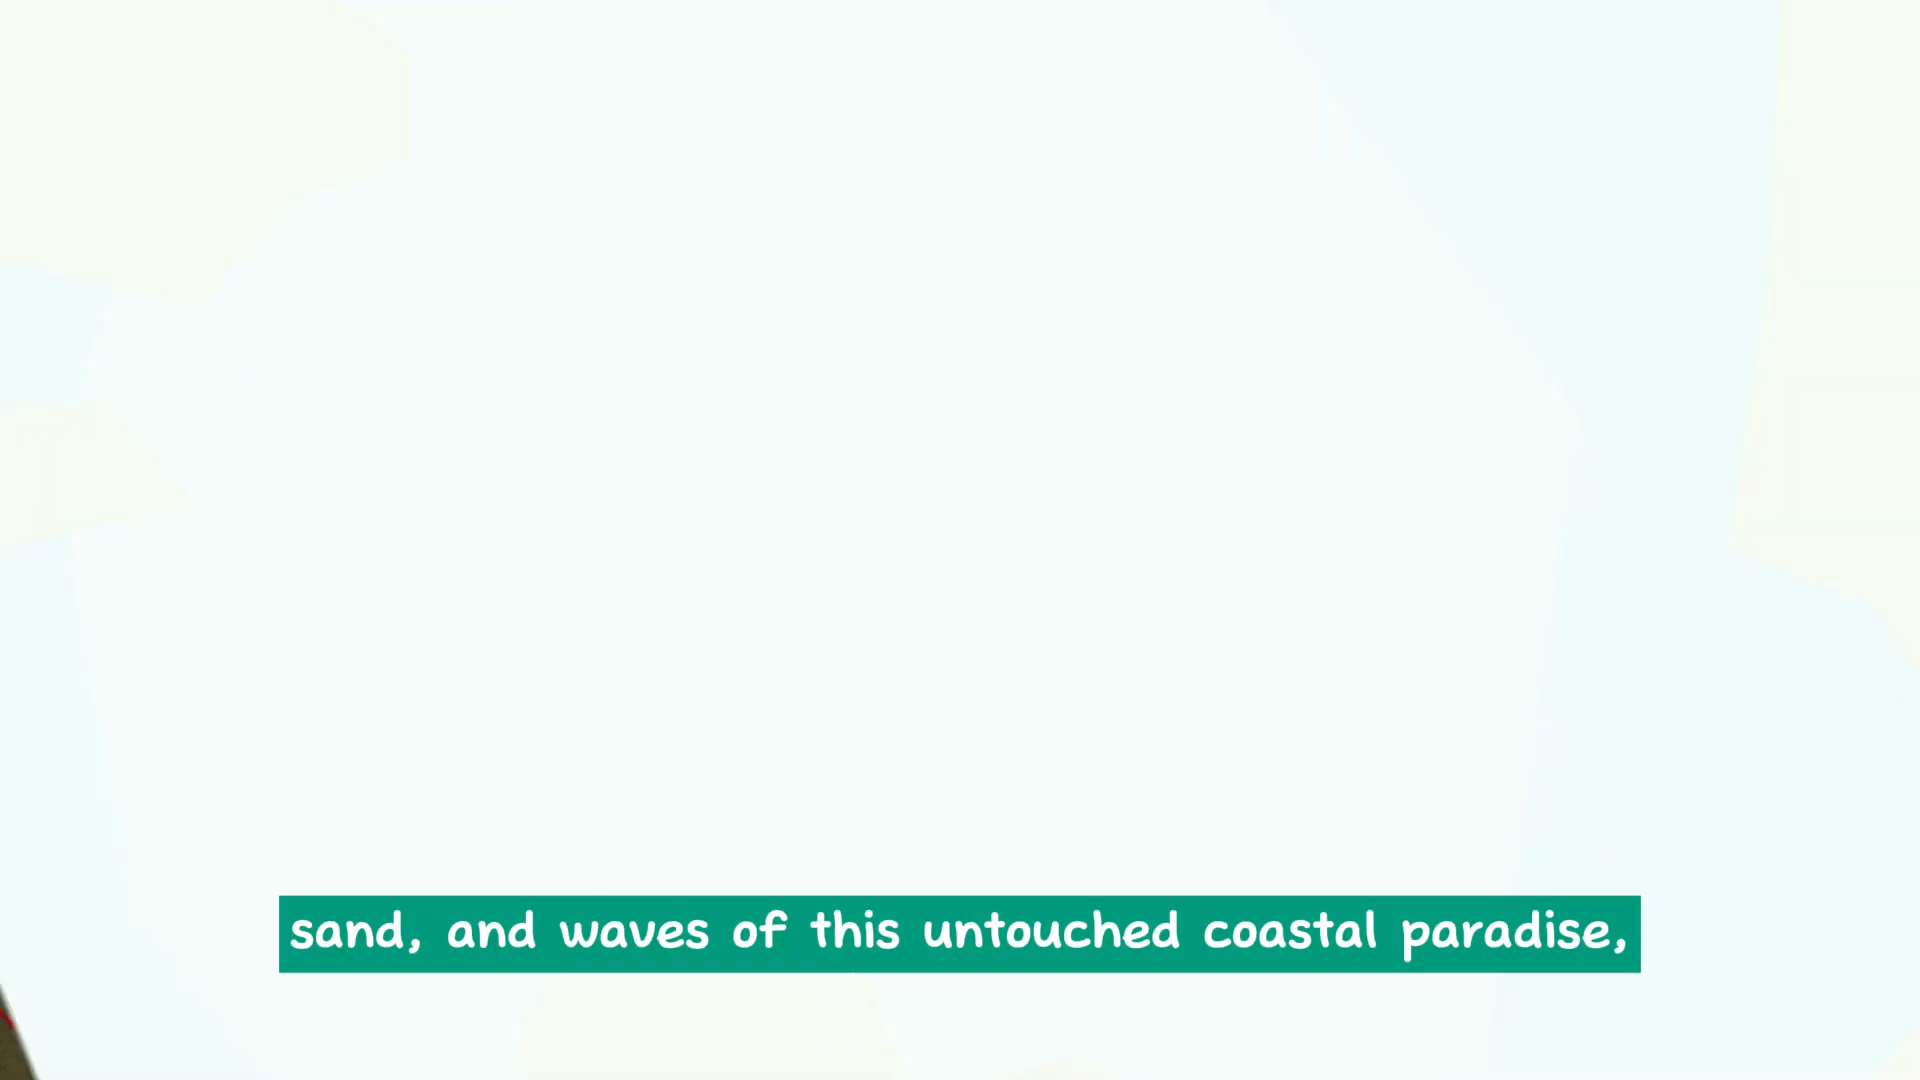 sand, and waves of this untouched coastal paradise,